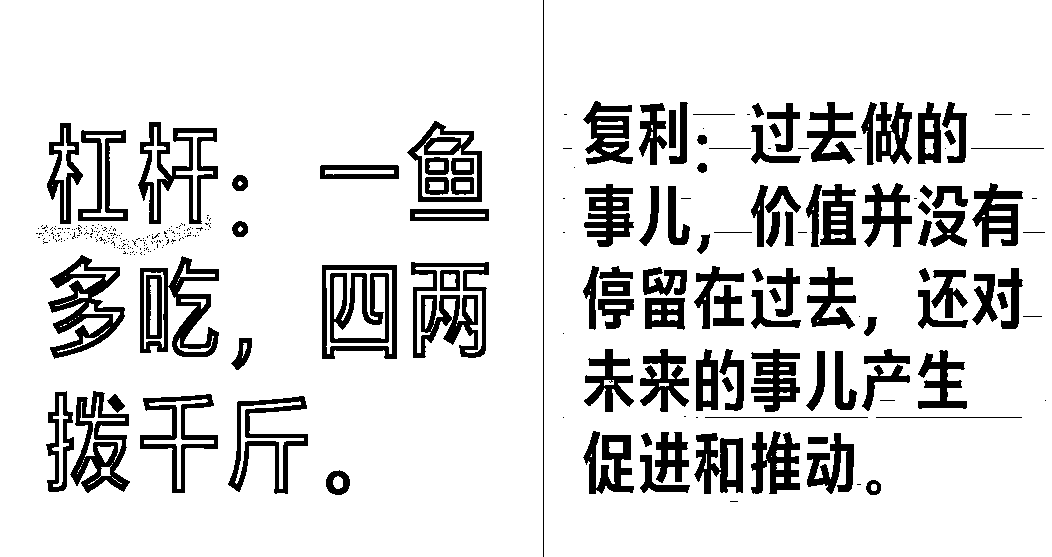 杠杆：一鱼
多吃，四两
拨千斤。
复利：过去做的
事儿，价值并没有
停留在过去，还对
未来的事儿产生
促进和推动。